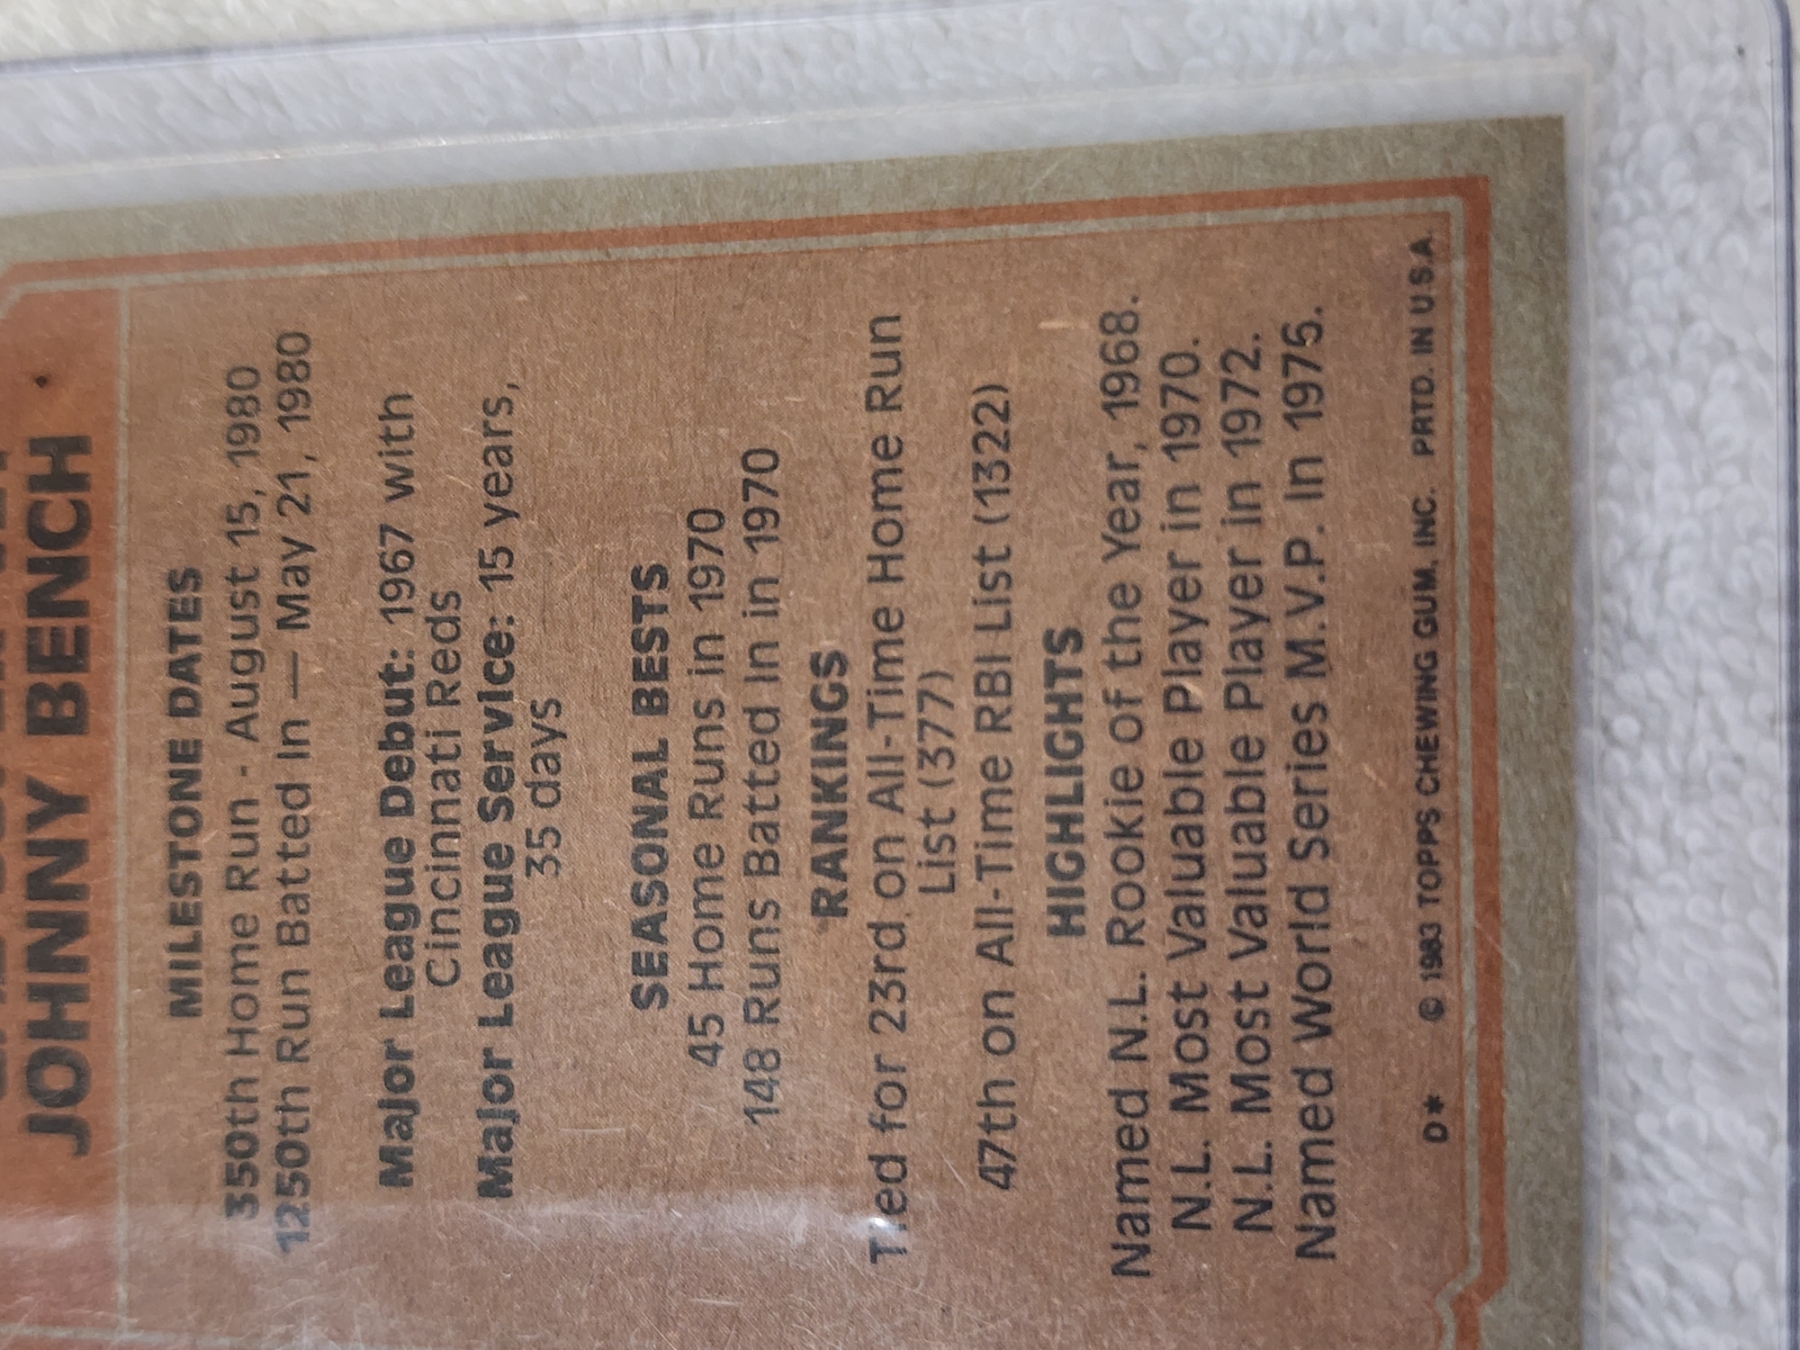 JOHNNY BENCH
MILESTONE DATES
350th Home Run - August 15, 1980
1250th Run Batted In — May 21, 1980
Major League Debut: 1967 with
Cincinnati Reds
Major League Service: 15 years,
35 days
SEASONAL BESTS
45 Home Runs in 1970
148 Runs Batted In in 1970
RANKINGS
Tied for 23rd on All-Time Home Run
List (377)
47th on All-Time RBI List (1322)
HIGHLIGHTS
Named N.L. Rookie of the Year, 1968.
N.L. Most Valuable Player in 1970.
N.L. Most Valuable Player in 1972.
Named World Series M.V.P. in 1976.
D* © 1983 TOPPS CHEWING GUM, INC. PRTD. IN U.S.A.